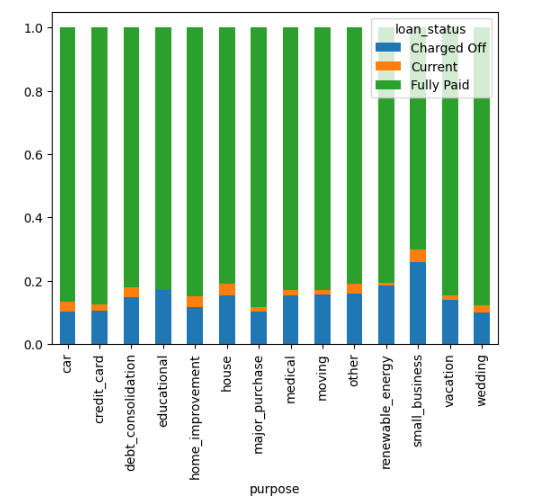 loan_status
Charged Off
Current
Fully Paid
1.0
0.8
0.6
0.4
0.2
0.0
car
credit_card
debt_consolidation
educational
home_improvement
house
major_purchase
medical
moving
other
renewable_energy
small_business
vacation
wedding
purpose